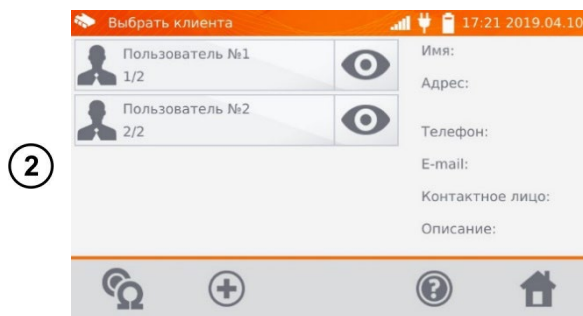 Выбрать клиента 17:21 2019.04.10
Пользователь №1
1/2
Пользователь №2
2/2
Имя:
Адрес:
Телефон:
E-mail:
Контактное лицо:
Описание:
2